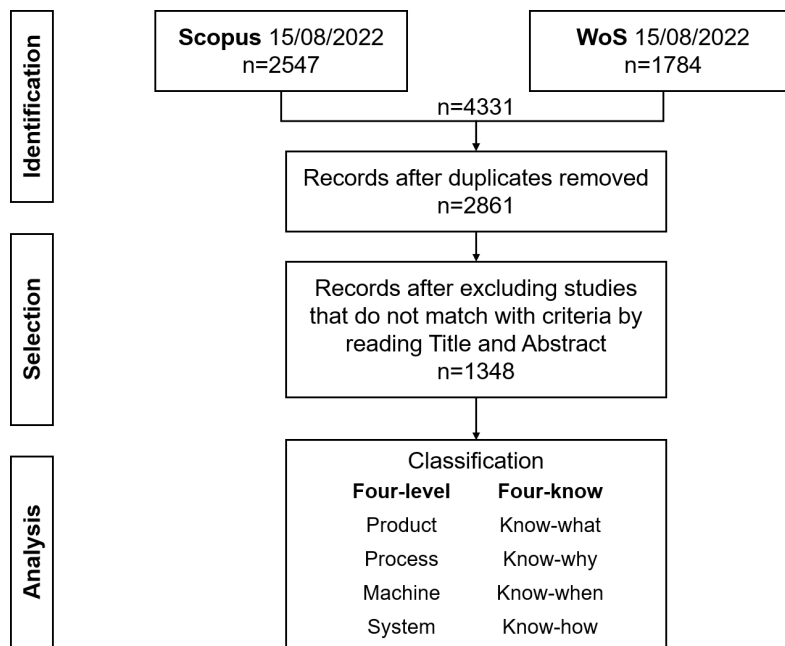 Identification
Scopus 15/08/2022
n=2547
WoS 15/08/2022
n=1784
n=4331
Records after duplicates removed
n=2861
Selection
Records after excluding studies
that do not match with criteria by
reading Title and Abstract
n=1348
Analysis
Classification
Four-level Four-know
Product Know-what
Process Know-why
Machine Know-when
System Know-how